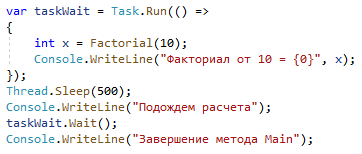 var taskWait = Task.Run(() =>
{
int x = Factorial(10);
Console.WriteLine("Факториал от 10 = {0}", x);
});
Thread.Sleep(500);
Console.WriteLine("Подождем расчета");
taskWait.Wait();
Console.WriteLine("Завершение метода Main");